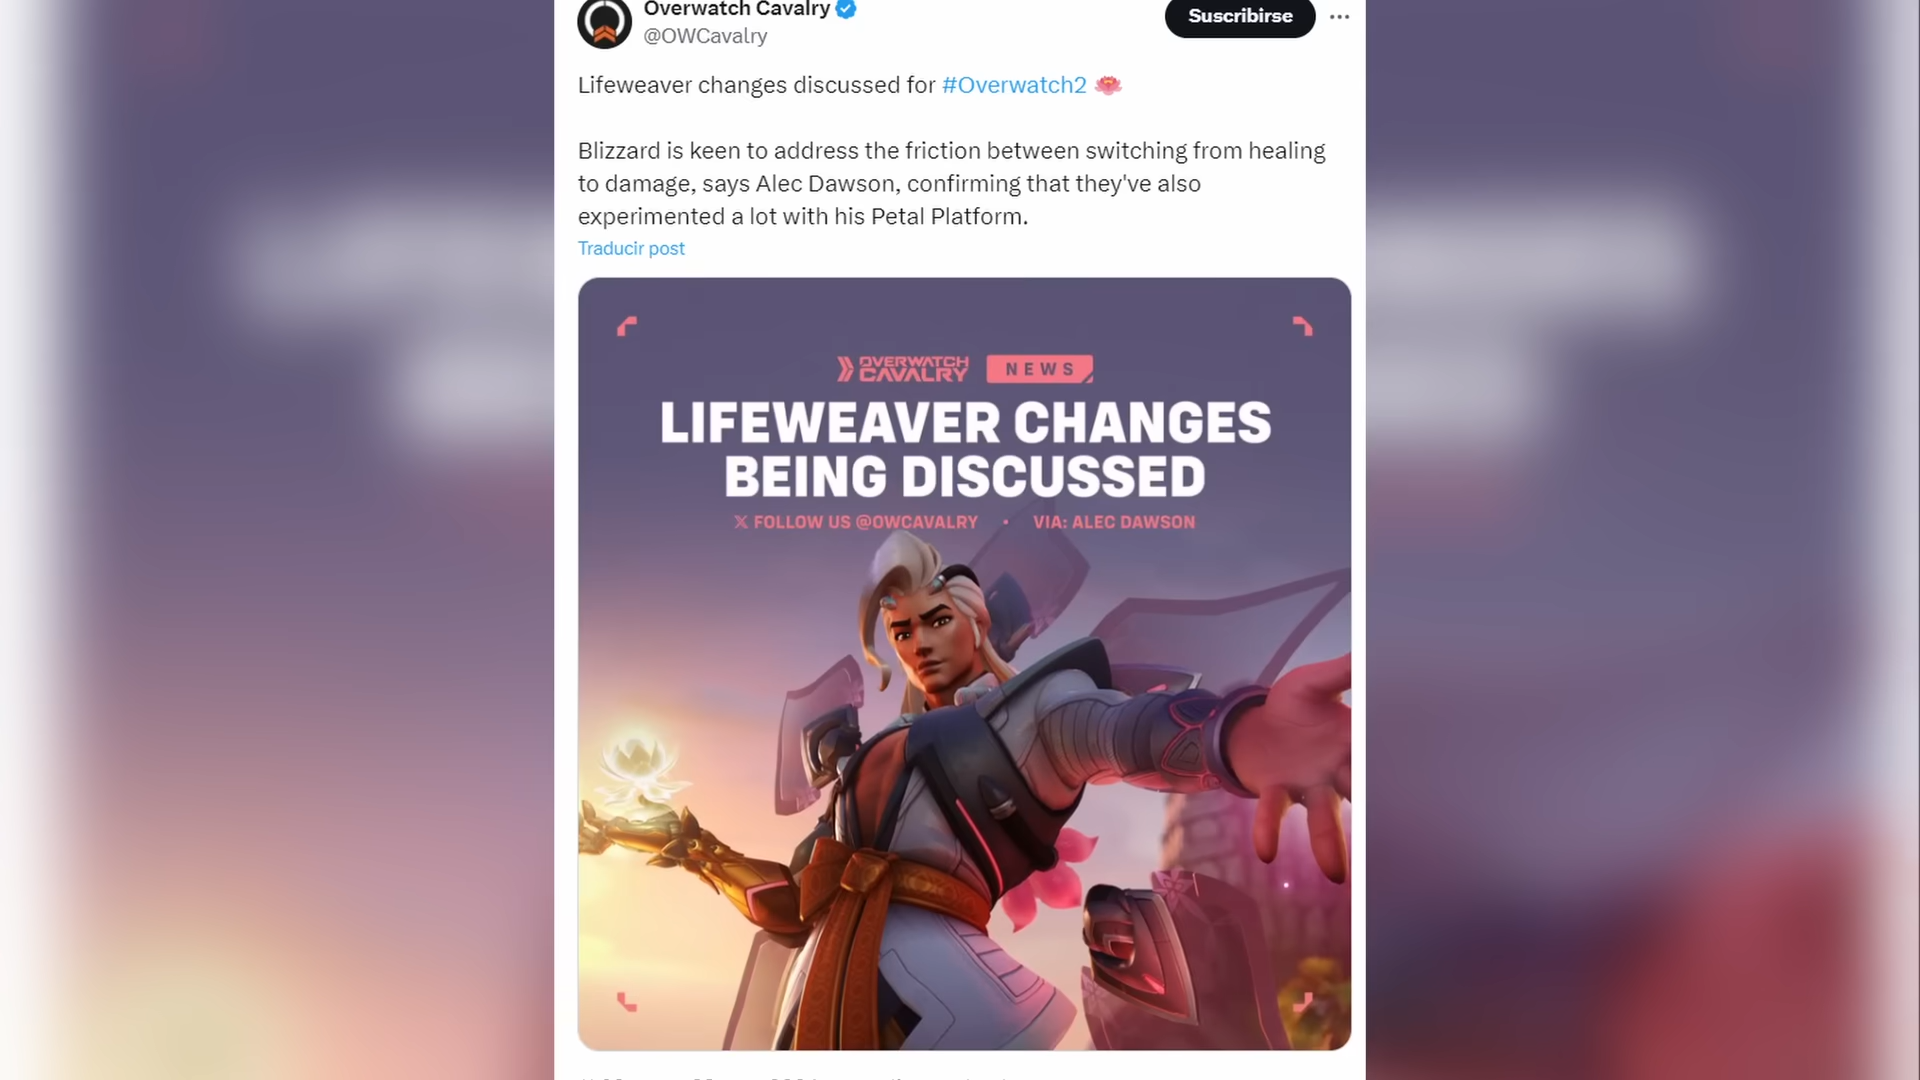 Overwatch Cavalry
@OWCavalry
Suscribirse
Lifeweaver changes discussed for #Overwatch2
Blizzard is keen to address the friction between switching from healing
to damage, says Alec Dawson, confirming that they've also
experimented a lot with his Petal Platform.
Traducir post
OVERWATCH
CAVALRY
NEWS
LIFEWEAVER CHANGES
BEING DISCUSSED
X FOLLOW US @OWCAVALRY • VIA: ALEC DAWSON